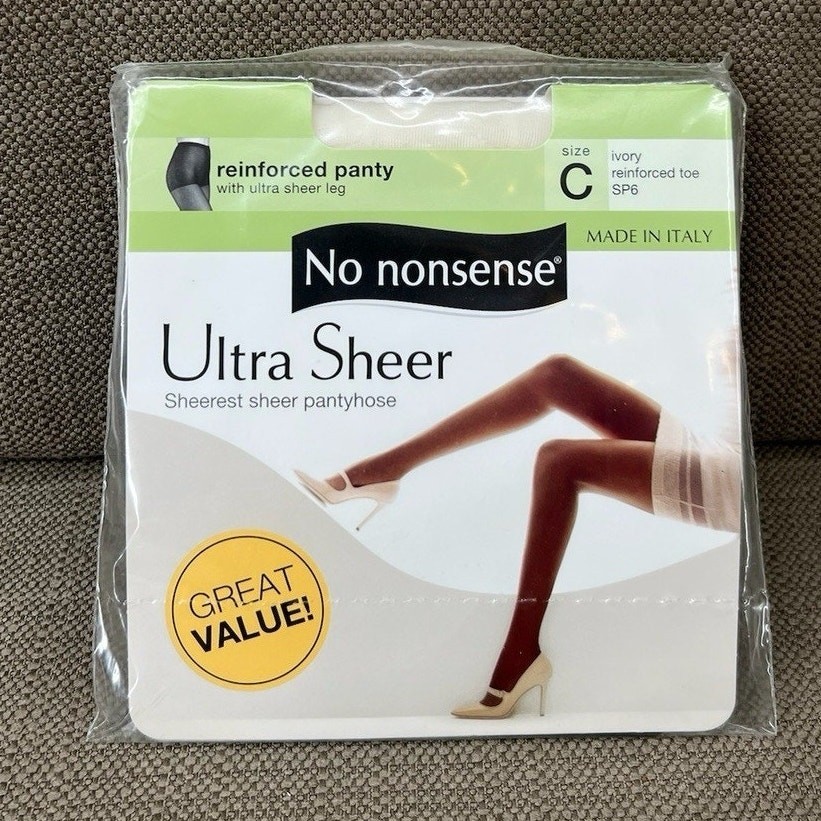 reinforced panty
with ultra sheer leg
size
C
ivory
reinforced toe
SP6
MADE IN ITALY
No nonsense®
Ultra Sheer
Sheerest sheer pantyhose
GREAT
VALUE!